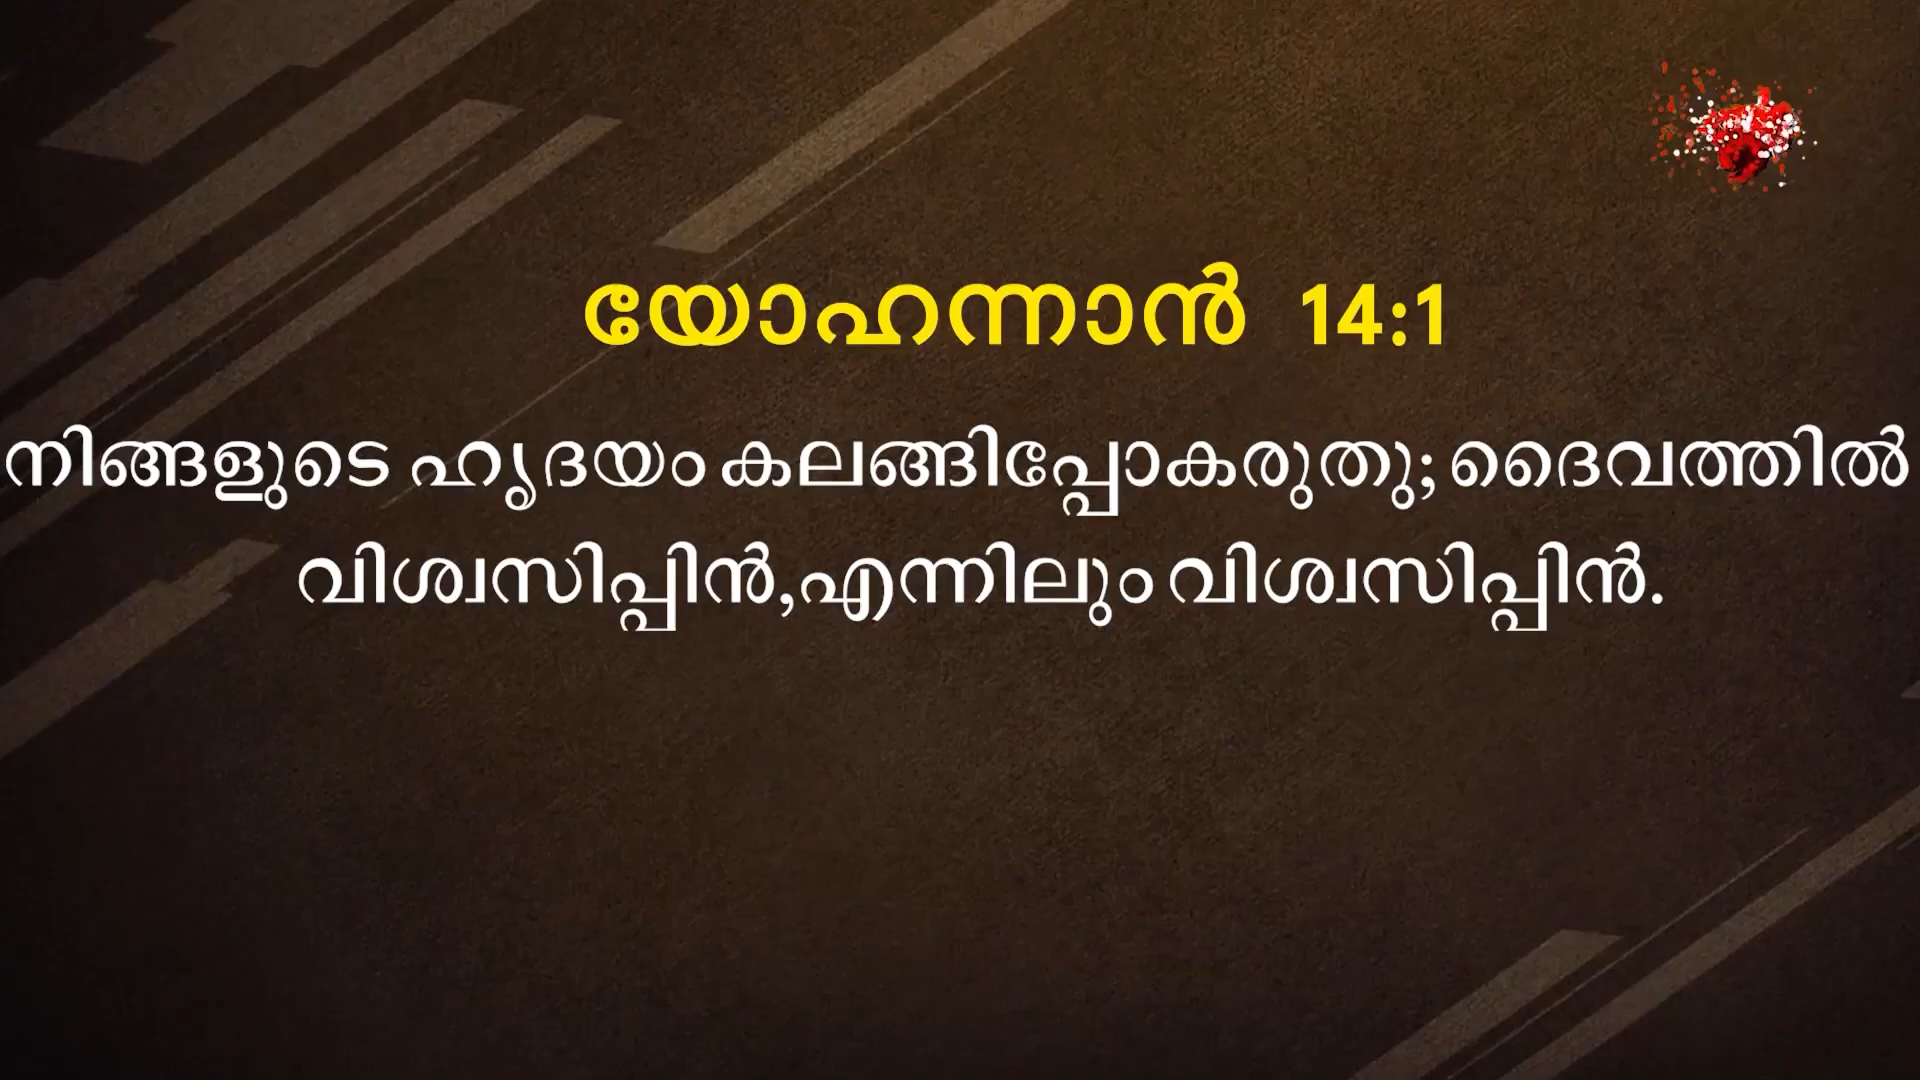 യോഹന്നാൻ 14:1
നിങ്ങളുടെ ഹൃദയം കലങ്ങിപ്പോകരുതു; ദൈവത്തിൽ
വിശ്വസിപ്പിൻ,എന്നിലും വിശ്വസിപ്പിൻ.